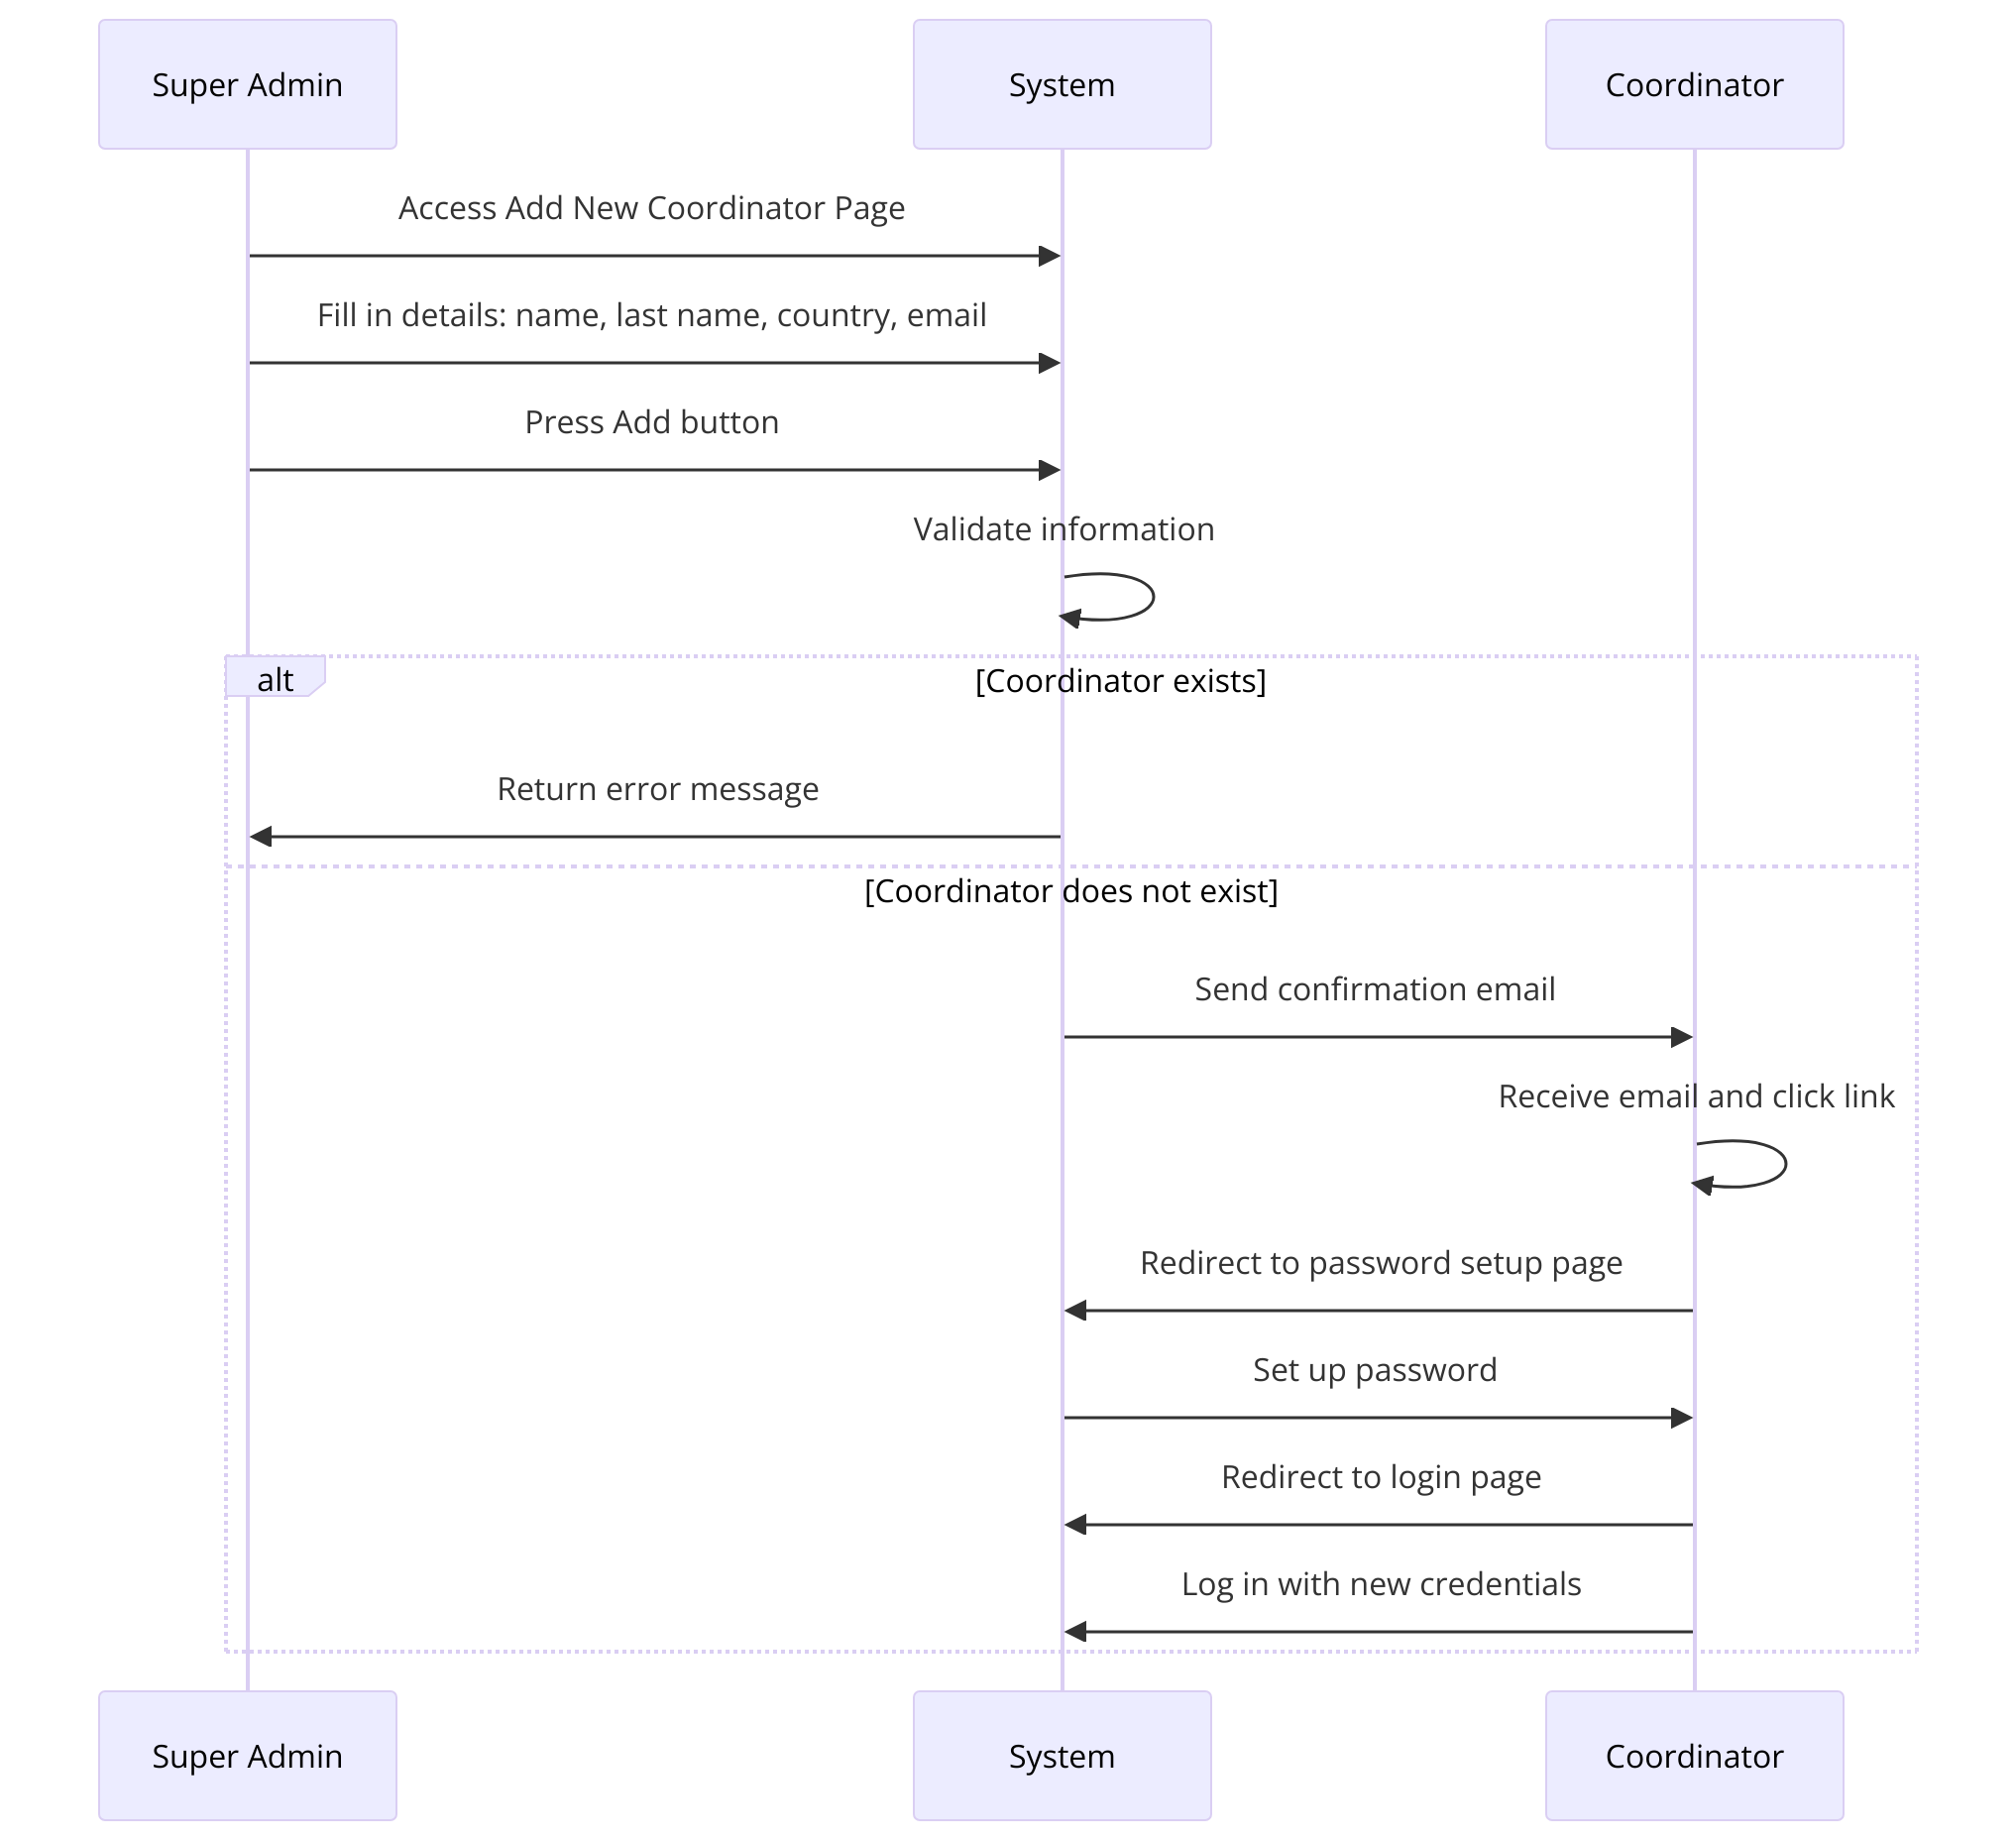 Super Admin
System
Coordinator
Access Add New Coordinator Page
Fill in details: name, last name, country, email
Press Add button
Validate information
alt
[Coordinator exists]
Return error message
[Coordinator does not exist]
Send confirmation email
Receive email and click link
Redirect to password setup page
Set up password
Redirect to login page
Log in with new credentials
Super Admin
System
Coordinator